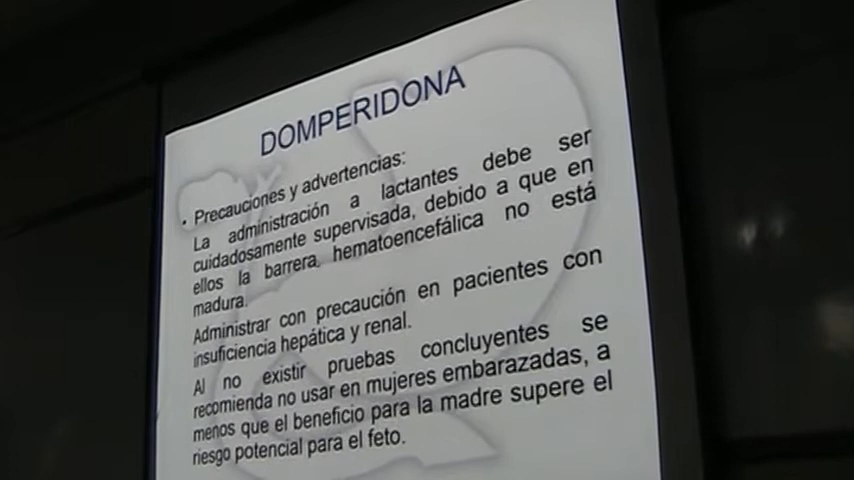 DOMPERIDONA
• Precauciones y advertencias:
La administración a lactantes debe ser
cuidadosamente supervisada, debido a que en
ellos la barrera hematoencefálica no está
madura.
Administrar con precaución en pacientes con
insuficiencia hepática y renal.
Al no existir pruebas concluyentes se
recomienda no usar en mujeres embarazadas, a
menos que el beneficio para la madre supere el
riesgo potencial para el feto.